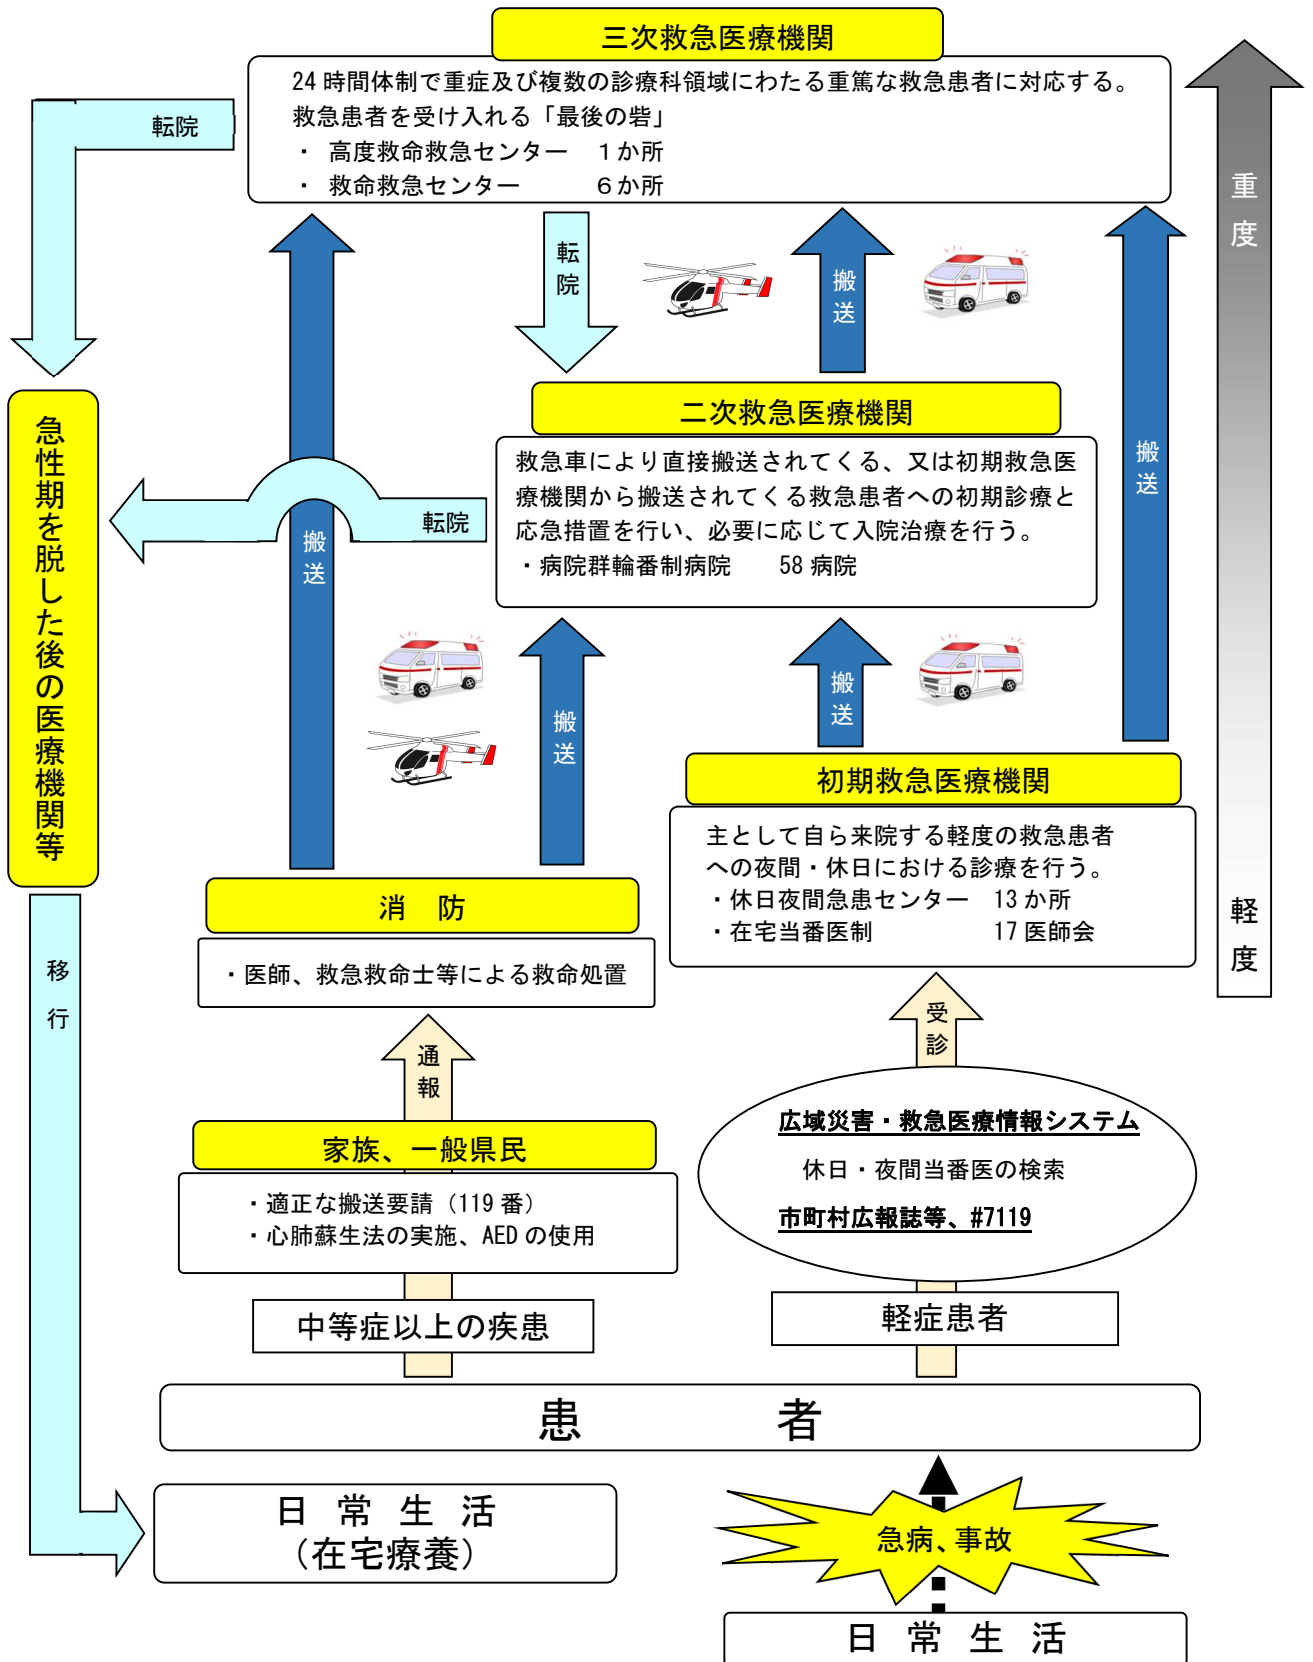 三次救急医療機関
24 時間体制で重症及び複数の診療科領域にわたる重篤な救急患者に対応する。
救急患者を受け入れる「最後の砦」
・ 高度救命救急センター １か所
・ 救命救急センター ６か所
転院
重度
転院
搬送
二次救急医療機関
救急車により直接搬送されてくる、又は初期救急医
療機関から搬送されてくる救急患者への初期診療と
応急措置を行い、必要に応じて入院治療を行う。
・病院群輪番制病院 58 病院
搬送
転院
搬送
急性期を脱した後の医療機関等
搬送
搬送
初期救急医療機関
主として自ら来院する軽度の救急患者
への夜間・休日における診療を行う。
・休日夜間急患センター 13 か所
・在宅当番医制 17 医師会
軽度
消 防
・医師、救急救命士等による救命処置
移行
通報
受診
家族、一般県民
・適正な搬送要請（119 番）
・心肺蘇生法の実施、AED の使用
広域災害・救急医療情報システム
休日・夜間当番医の検索
市町村広報誌等、#7119
中等症以上の疾患
軽症患者
患 者
日 常 生 活
（在宅療養）
急病、事故
日 常 生 活